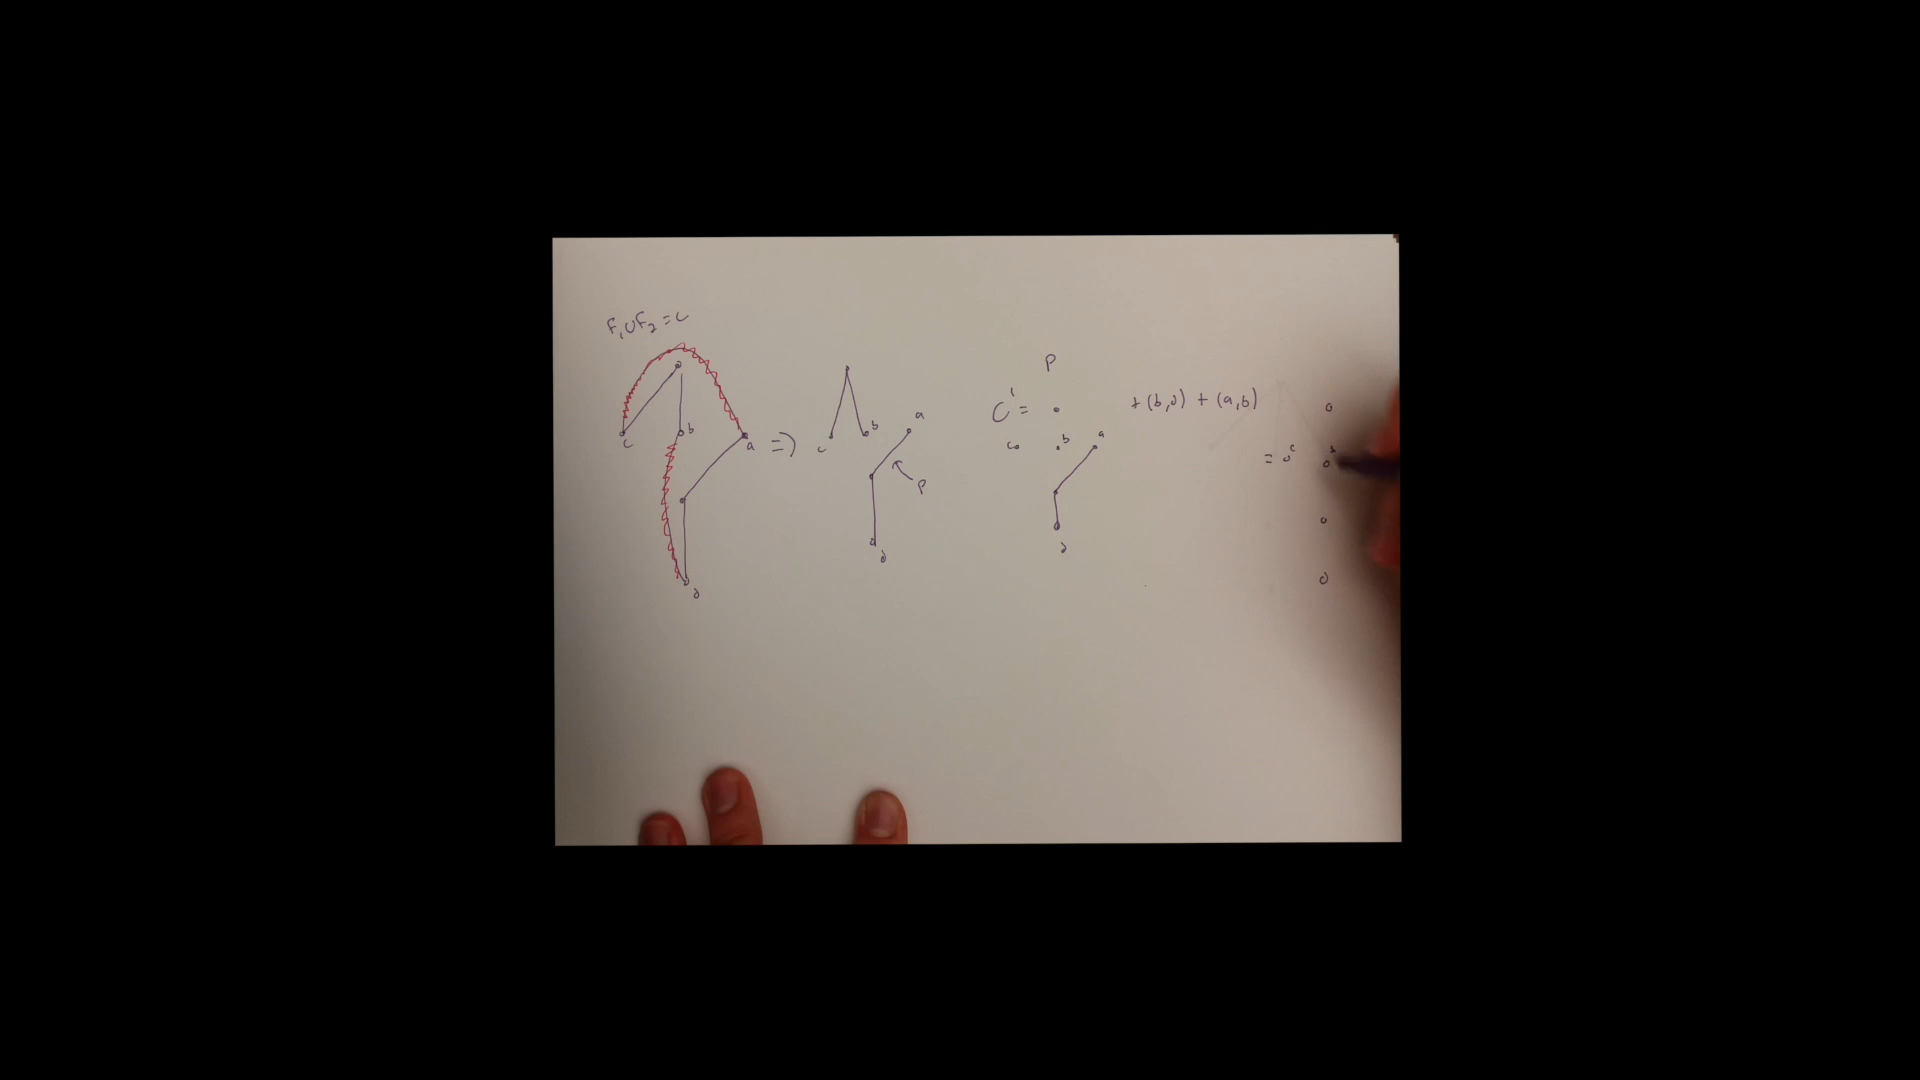 F₁∪F₂=C
c
b
a
d
=>
c
b
a
P
d
P
C' =
c
b
a
d
+(b,d) + (a,b)
=
c
b